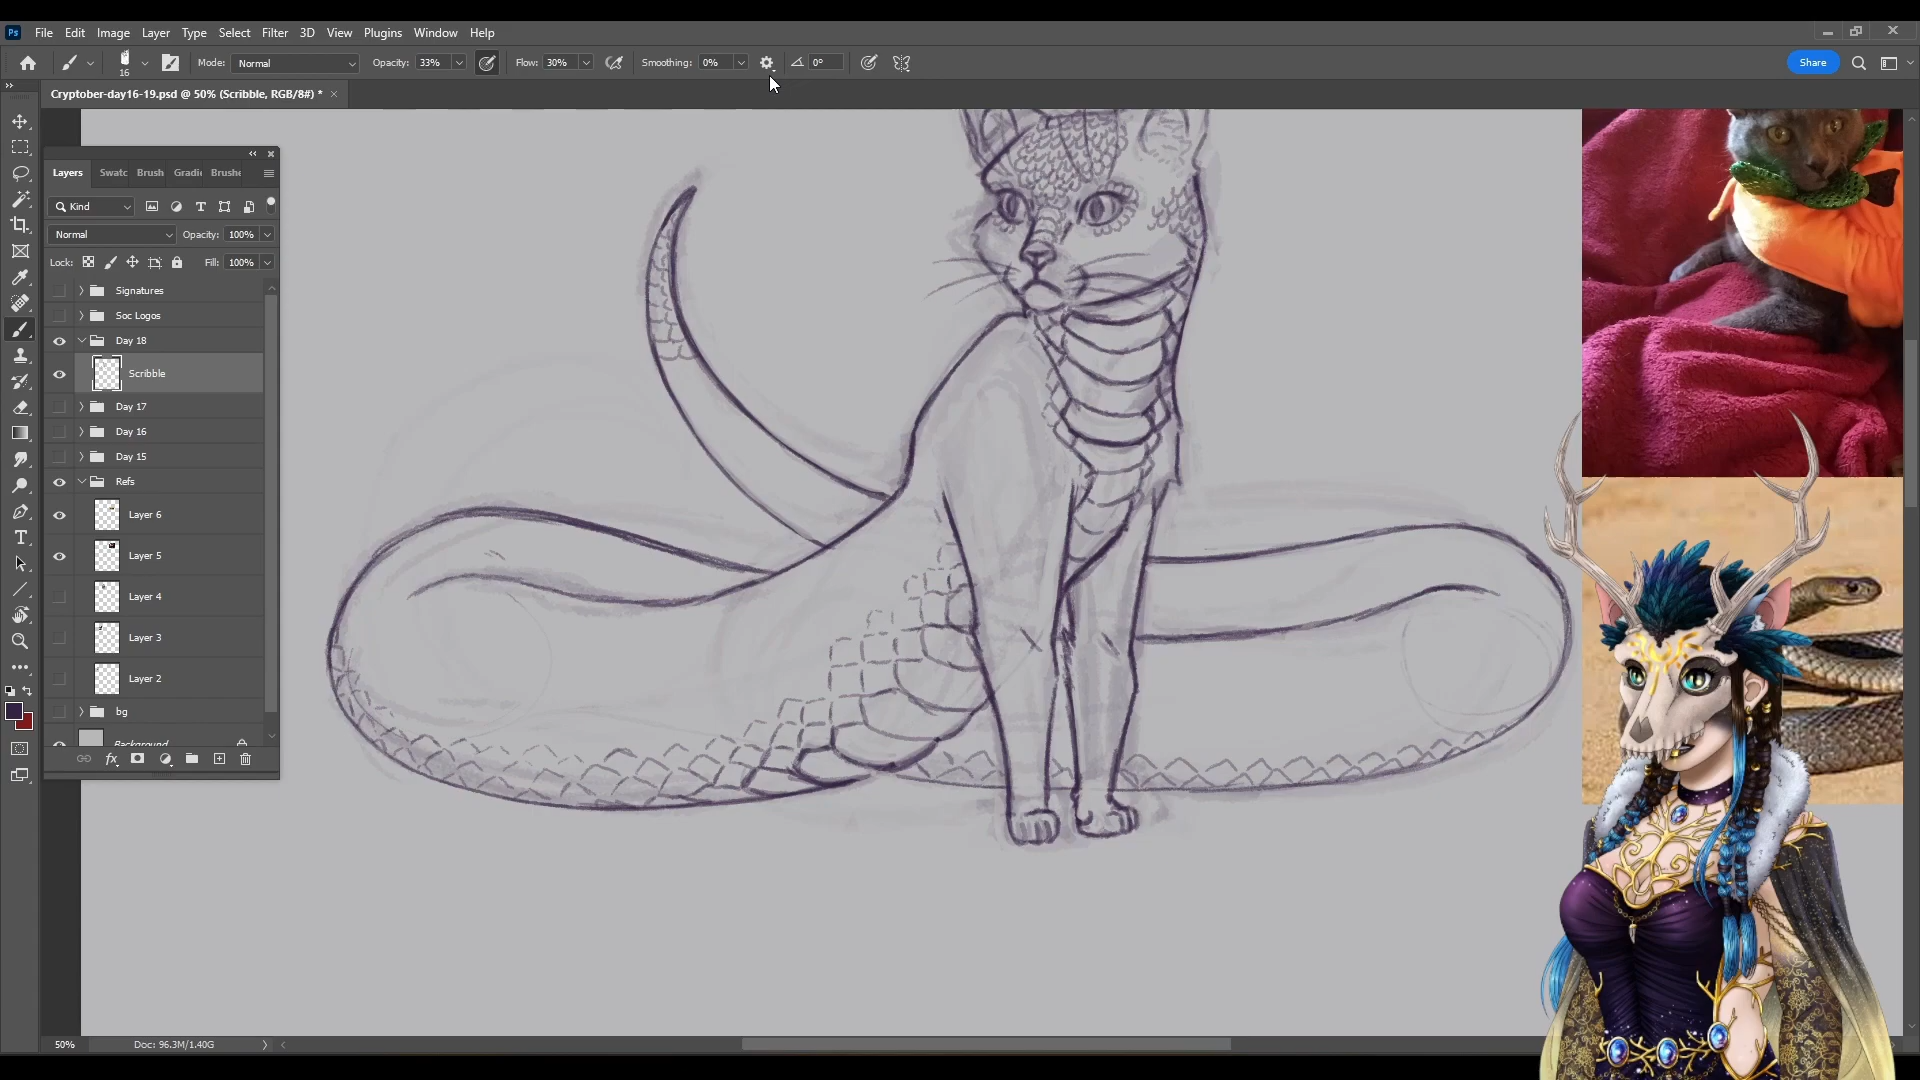 Ps File Edit Image Layer Type Select Filter 3D View Plugins Window Help
16 Mode: Normal Opacity: 33% Flow: 30% Smoothing: 0% 0° Share
Cryptober-day16-19.psd @ 50% (Scribble, RGB/8#) *
Layers Swatc Brush Gradi Brushe
Kind
Normal Opacity: 100%
Lock: Fill: 100%
Signatures
Soc Logos
Day 18
Scribble
Day 17
Day 16
Day 15
Refs
Layer 6
Layer 5
Layer 4
Layer 3
Layer 2
bg
Background
fx
50% Doc: 96.3M/1.40G